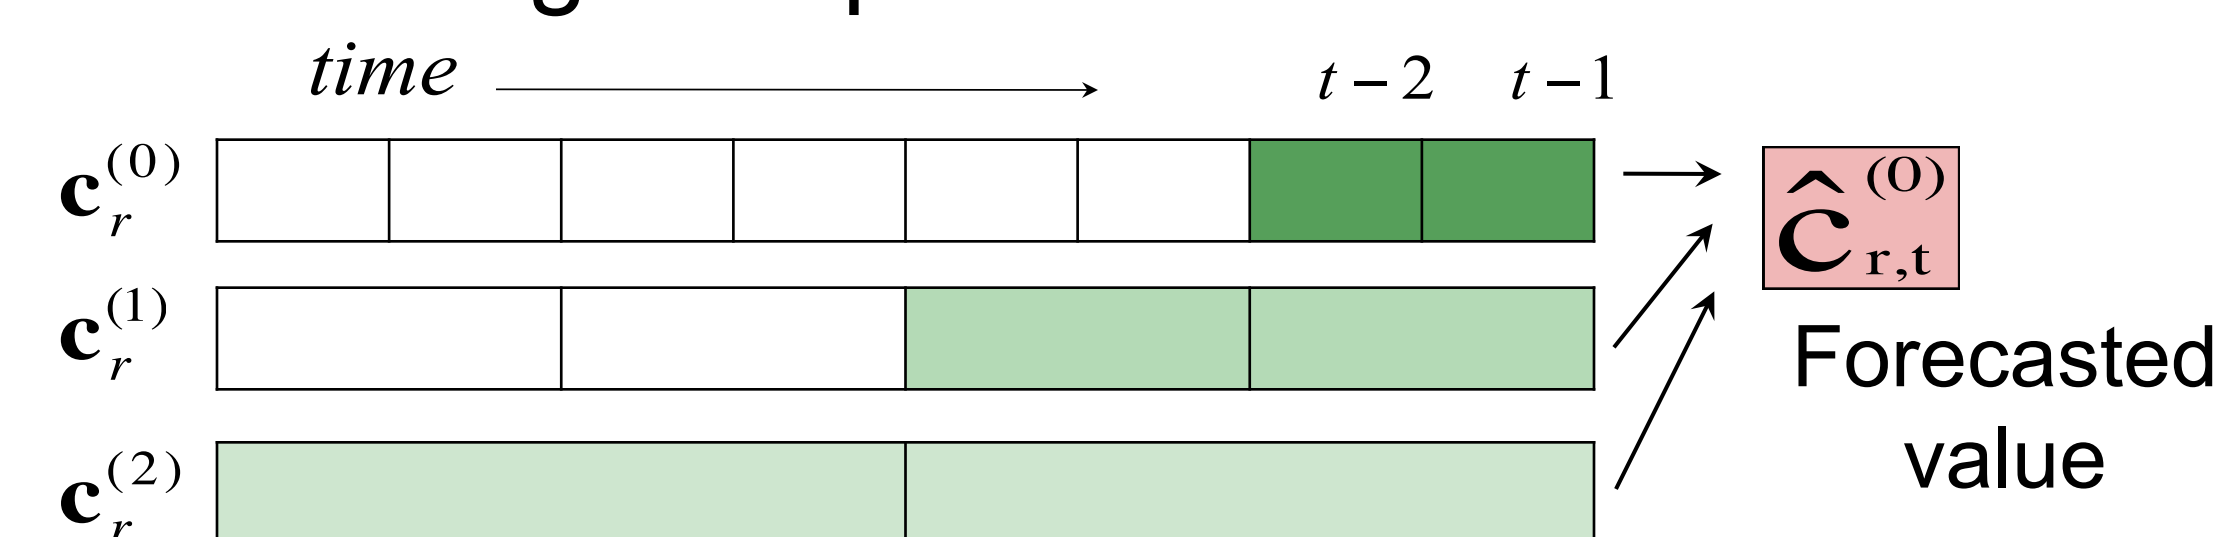 time t − 2 t − 1
c_r^(0)
ĉ_r,t^(0)
c_r^(1)
Forecasted
value
c_r^(2)